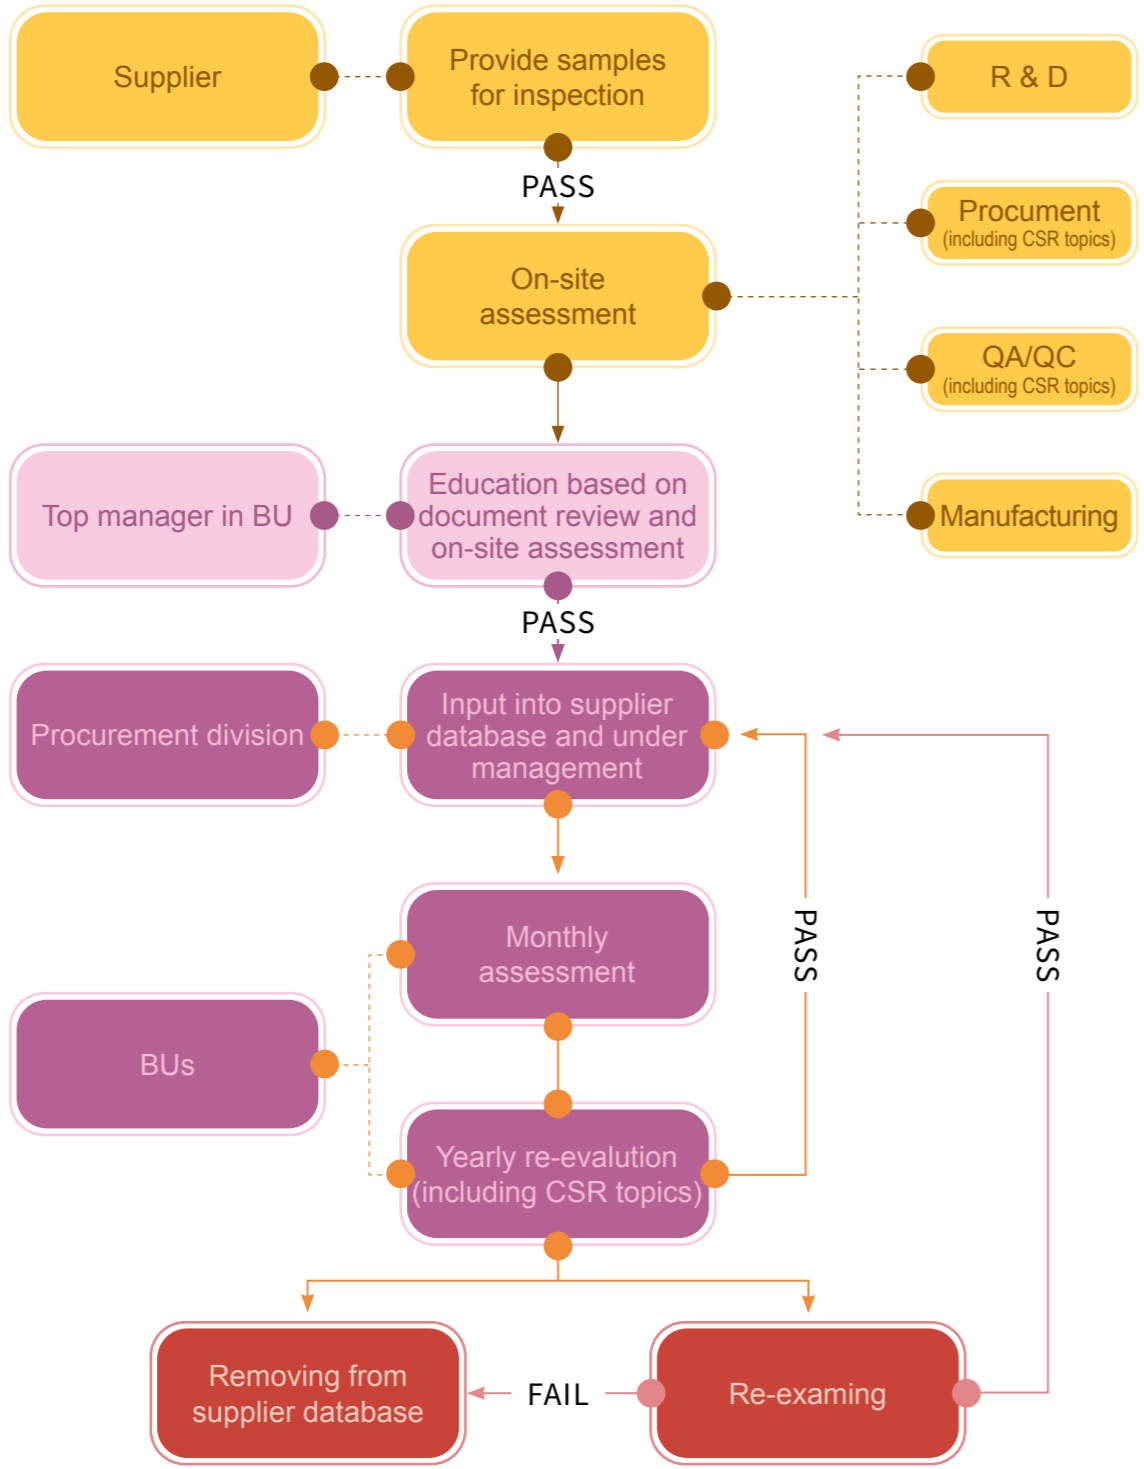 Supplier
Provide samples
for inspection
R & D
PASS
Procument
(including CSR topics)
On-site
assessment
QA/QC
(including CSR topics)
Manufacturing
Top manager in BU
Education based on
document review and
on-site assessment
PASS
Procurement division
Input into supplier
database and under
management
Monthly
assessment
PASS
PASS
BUs
Yearly re-evalution
(including CSR topics)
Removing from
supplier database
FAIL
Re-examing